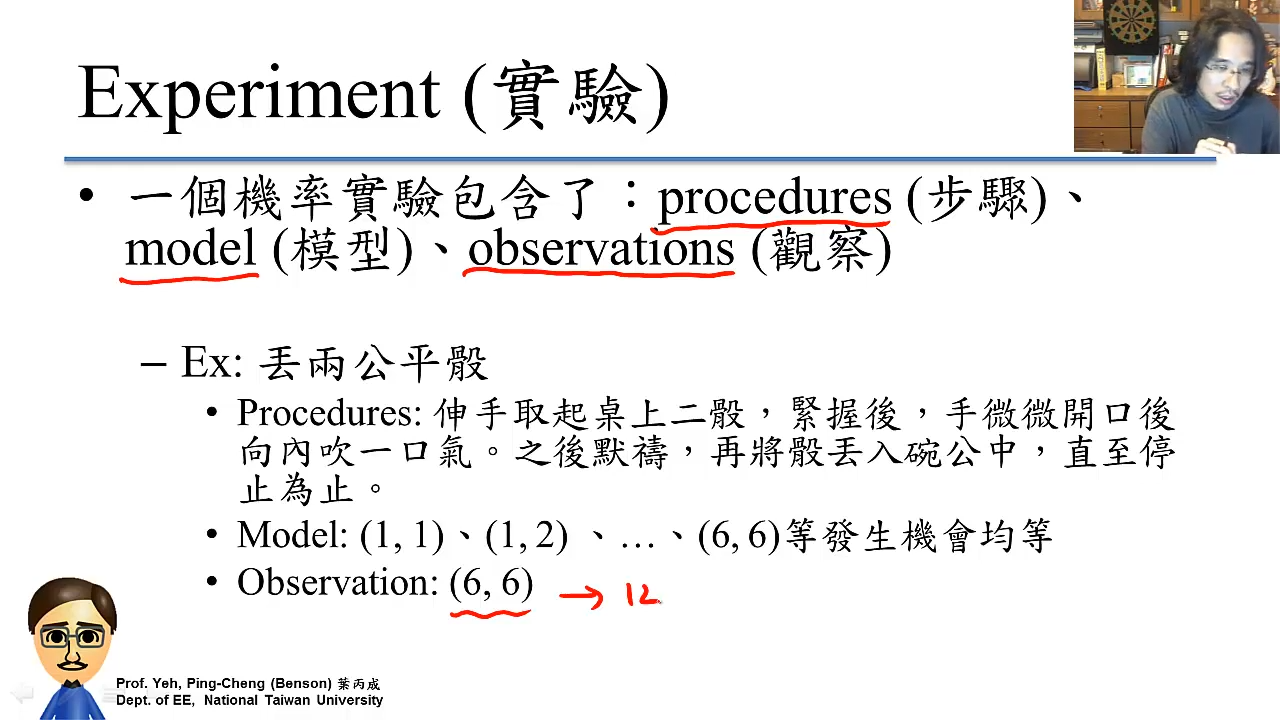 Experiment (實驗)
• 一個機率實驗包含了：procedures (步驟)、
model (模型)、observations (觀察)
– Ex: 丟兩公平骰
• Procedures: 伸手取起桌上二骰，緊握後，手微微開口後
向內吹一口氣。之後默禱，再將骰丟入碗公中，直至停
止為止。
• Model: (1, 1)、(1, 2) 、…、(6, 6)等發生機會均等
• Observation: (6, 6) → 12
Prof. Yeh, Ping-Cheng (Benson) 葉丙成
Dept. of EE, National Taiwan University